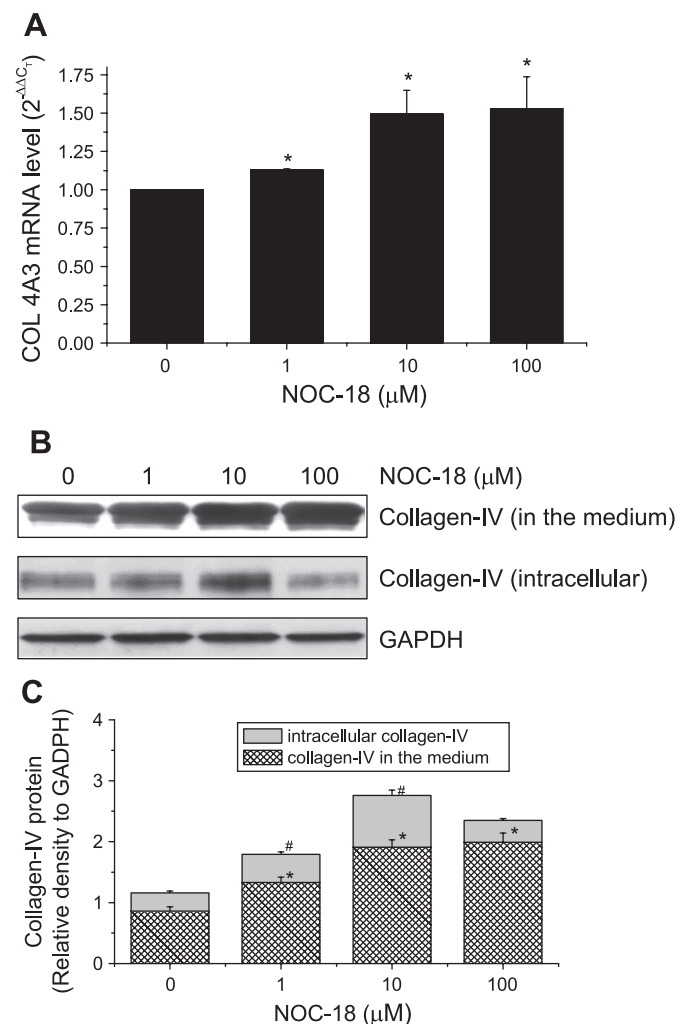 A
COL 4A3 mRNA level (2^-ΔΔC_T)
1.75
1.50
1.25
1.00
0.75
0.50
0.25
0.00
* * *
0 1 10 100
NOC-18 (μM)
B
0 1 10 100 NOC-18 (μM)
Collagen-IV (in the medium)
Collagen-IV (intracellular)
GAPDH
C
Collagen-IV protein
(Relative density to GADPH)
4
3
2
1
0
intracellular collagen-IV
collagen-IV in the medium
# #
* * *
0 1 10 100
NOC-18 (μM)